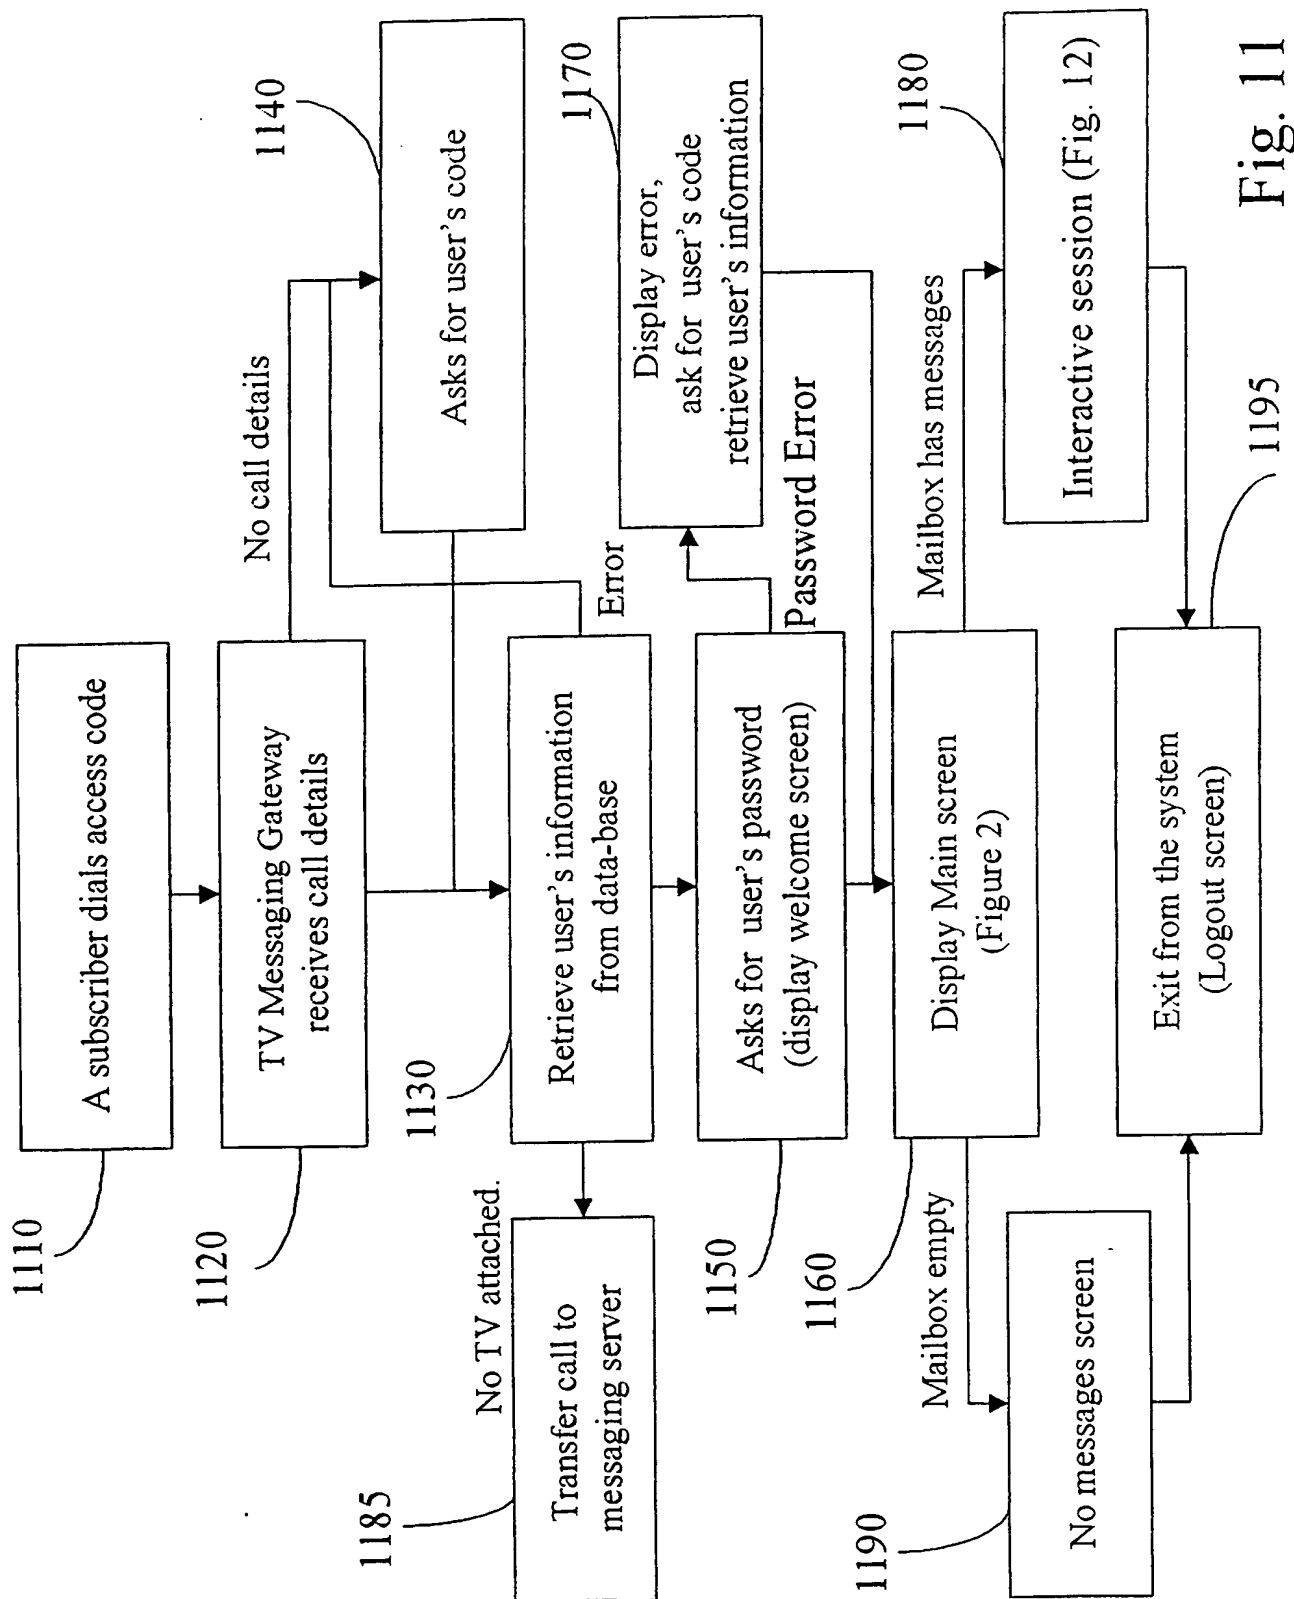 1110
A subscriber dials access code
1120
TV Messaging Gateway
receives call details
No call details
1140
Asks for user's code
1130
Retrieve user's information
from data-base
Error
No TV attached.
1185
Transfer call to
messaging server
1150
Asks for user's password
(display welcome screen)
Password Error
1170
Display error,
ask for user's code
retrieve user's information
1160
Display Main screen
(Figure 2)
Mailbox empty
Mailbox has messages
1190
No messages screen
1180
Interactive session (Fig. 12)
Exit from the system
(Logout screen)
1195
Fig. 11